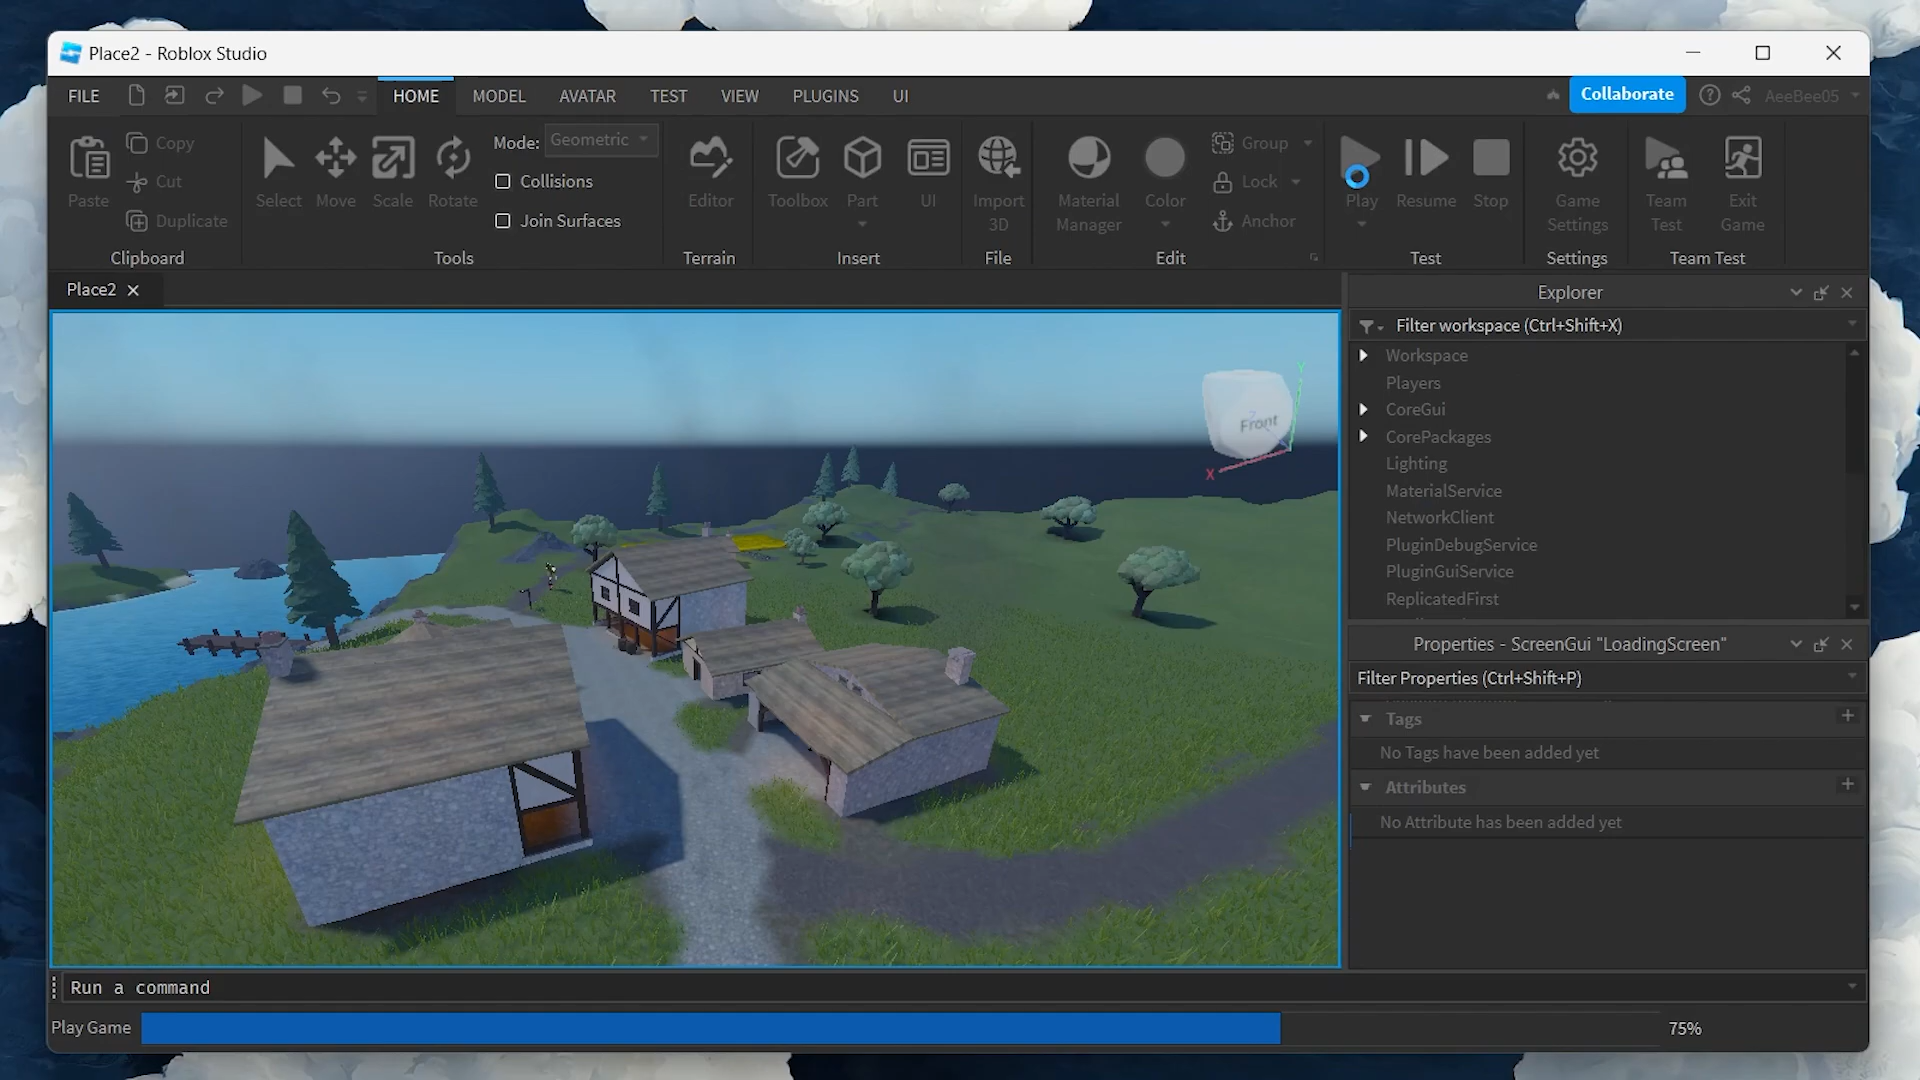 Place2 - Roblox Studio
FILE HOME MODEL AVATAR TEST VIEW PLUGINS UI Collaborate AeeBee05
Paste Copy Cut Duplicate
Clipboard
Select Move Scale Rotate
Mode: Geometric
Collisions
Join Surfaces
Tools
Editor
Terrain
Toolbox Part UI
Insert
Import 3D
File
Material Manager
Color
Group
Lock
Anchor
Edit
Play Resume Stop
Test
Game Settings
Settings
Team Test
Exit Game
Team Test
Place2
Front
X
Y
Z
Explorer
Filter workspace (Ctrl+Shift+X)
Workspace
Players
CoreGui
CorePackages
Lighting
MaterialService
NetworkClient
PluginDebugService
PluginGuiService
ReplicatedFirst
Properties - ScreenGui "LoadingScreen"
Filter Properties (Ctrl+Shift+P)
Tags
No Tags have been added yet
Attributes
No Attribute has been added yet
Run a command
Play Game 75%